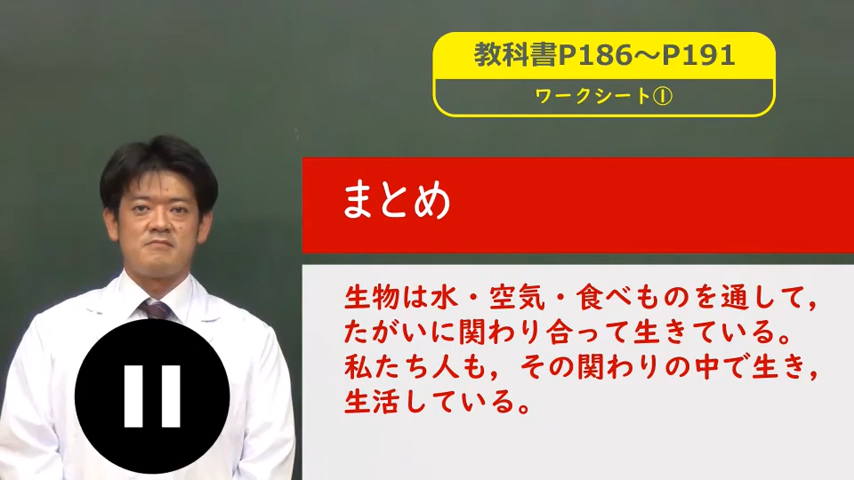 教科書P186～P191
ワークシート①
まとめ
生物は水・空気・食べものを通して，
たがいに関わり合って生きている。
私たち人も，その関わりの中で生き，
生活している。